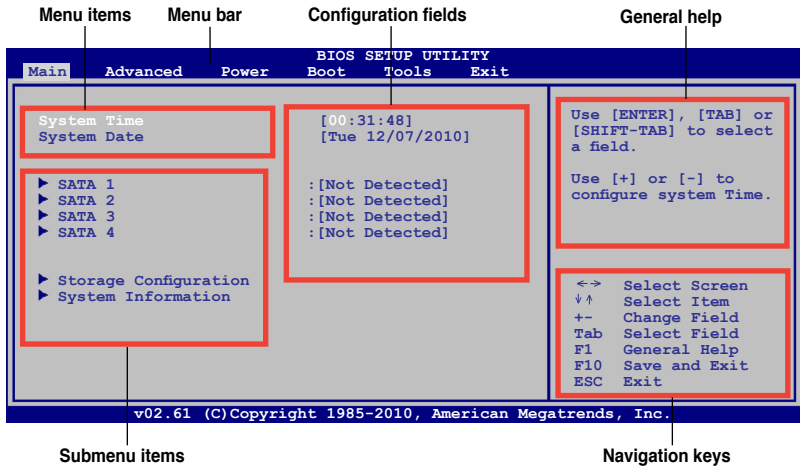 Menu items Menu bar Configuration fields General help
BIOS SETUP UTILITY
Main Advanced Power Boot Tools Exit
System Time [00:31:48]
System Date [Tue 12/07/2010]
SATA 1 :[Not Detected]
SATA 2 :[Not Detected]
SATA 3 :[Not Detected]
SATA 4 :[Not Detected]
Storage Configuration
System Information
Use [ENTER], [TAB] or
[SHIFT-TAB] to select
a field.
Use [+] or [-] to
configure system Time.
←→ Select Screen
↓↑ Select Item
+- Change Field
Tab Select Field
F1 General Help
F10 Save and Exit
ESC Exit
v02.61 (C)Copyright 1985-2010, American Megatrends, Inc.
Submenu items Navigation keys